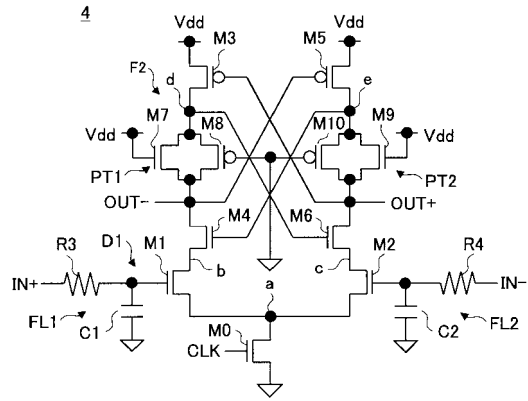 4
Vdd Vdd
M3 M5
F2 d e
M7 M8 M10 M9
Vdd Vdd
PT1 PT2
OUT- OUT+
M4 M6
R3 D1 M1 b c M2 R4
IN+ a IN-
FL1 C1 M0 C2 FL2
CLK